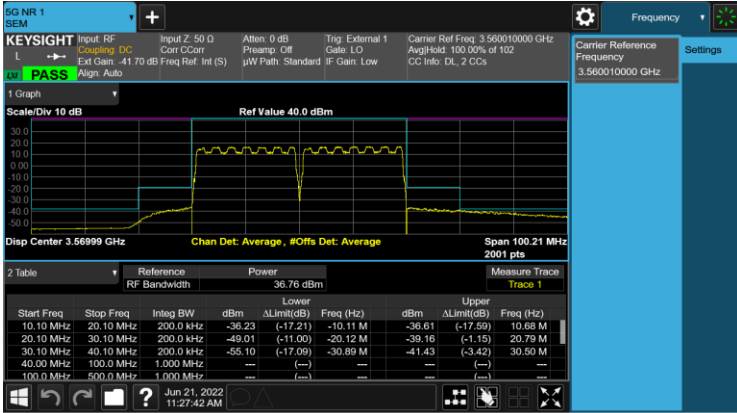 5G NR 1
SEM
Frequency
KEYSIGHT
L
LXI PASS
Input: RF
Coupling: DC
Ext Gain: -41.70 dB
Align: Auto
Input Z: 50 Ω
Corr CCorr
Freq Ref: Int (S)
Atten: 0 dB
Preamp: Off
µW Path: Standard
Trig: External 1
Gate: LO
IF Gain: Low
Carrier Ref Freq: 3.560010000 GHz
Avg|Hold: 100.00% of 102
CC Info: DL, 2 CCs
Carrier Reference
Frequency
3.560010000 GHz
Settings
1 Graph
Scale/Div 10 dB
Ref Value 40.0 dBm
30.0
20.0
10.0
0.00
-10.0
-20.0
-30.0
-40.0
-50.0
Disp Center 3.56999 GHz
Chan Det: Average , #Offs Det: Average
Span 100.21 MHz
2001 pts
2 Table
Reference Power Measure Trace
RF Bandwidth 36.76 dBm Trace 1
Lower Upper
Start Freq Stop Freq Integ BW dBm ΔLimit(dB) Freq (Hz) dBm ΔLimit(dB) Freq (Hz)
10.10 MHz 20.10 MHz 200.0 kHz -36.23 (-17.21) -10.11 M -36.61 (-17.59) 10.68 M
20.10 MHz 30.10 MHz 200.0 kHz -49.01 (-11.00) -20.12 M -39.16 (-1.15) 20.79 M
30.10 MHz 40.10 MHz 200.0 kHz -55.10 (-17.09) -30.89 M -41.43 (-3.42) 30.50 M
40.00 MHz 100.0 MHz 1.000 MHz --- (---) --- --- (---) ---
100.0 MHz 500.0 MHz 1.000 MHz --- (---) --- --- (---) ---
?
Jun 21, 2022
11:27:42 AM